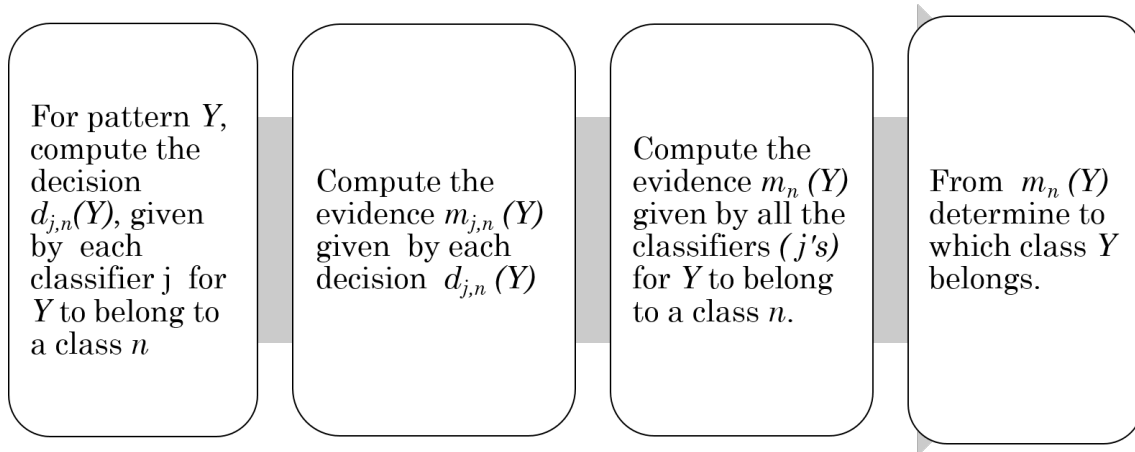 For pattern Y,
compute the
decision
d_{j,n}(Y), given
by each
classifier j for
Y to belong to
a class n
Compute the
evidence m_{j,n} (Y)
given by each
decision d_{j,n} (Y)
Compute the
evidence m_n (Y)
given by all the
classifiers ( j's)
for Y to belong
to a class n.
From m_n (Y)
determine to
which class Y
belongs.